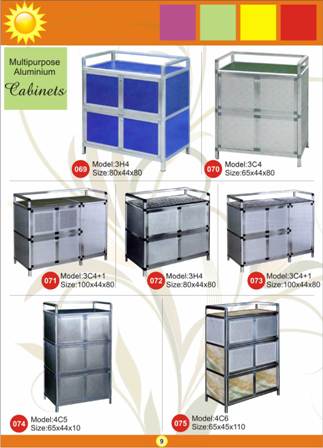 Multipurpose
Aluminium
Cabinets
069
Model:3H4
Size:80x44x80
070
Model:3C4
Size:65x44x80
071
Model:3C4+1
Size:100x44x80
072
Model:3H4
Size:80x44x80
073
Model:3C4+1
Size:100x44x80
074
Model:4C5
Size:65x44x10
075
Model:4C6
Size:65x45x110
9